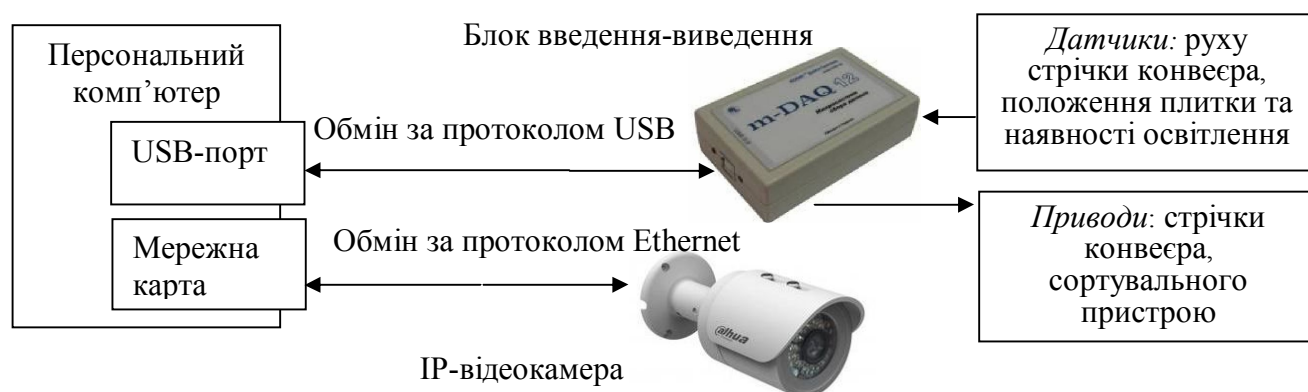 Персональний
комп’ютер
USB-порт
Мережна
карта
Обмін за протоколом USB
Обмін за протоколом Ethernet
Блок введення-виведення
m-DAQ 12
IP-відеокамера
alhua
Датчики: руху
стрічки конвеєра,
положення плитки та
наявності освітлення
Приводи: стрічки
конвеєра,
сортувального
пристрою